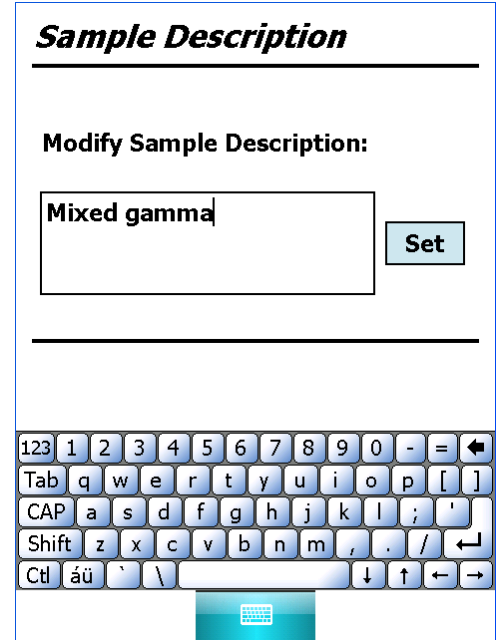 Sample Description
Modify Sample Description:
Mixed gamma
Set
123 1 2 3 4 5 6 7 8 9 0 - =
Tab q w e r t y u i o p [ ]
CAP a s d f g h j k l ; '
Shift z x c v b n m , . /
Ctl áü ` \ ↓ ↑ ← →